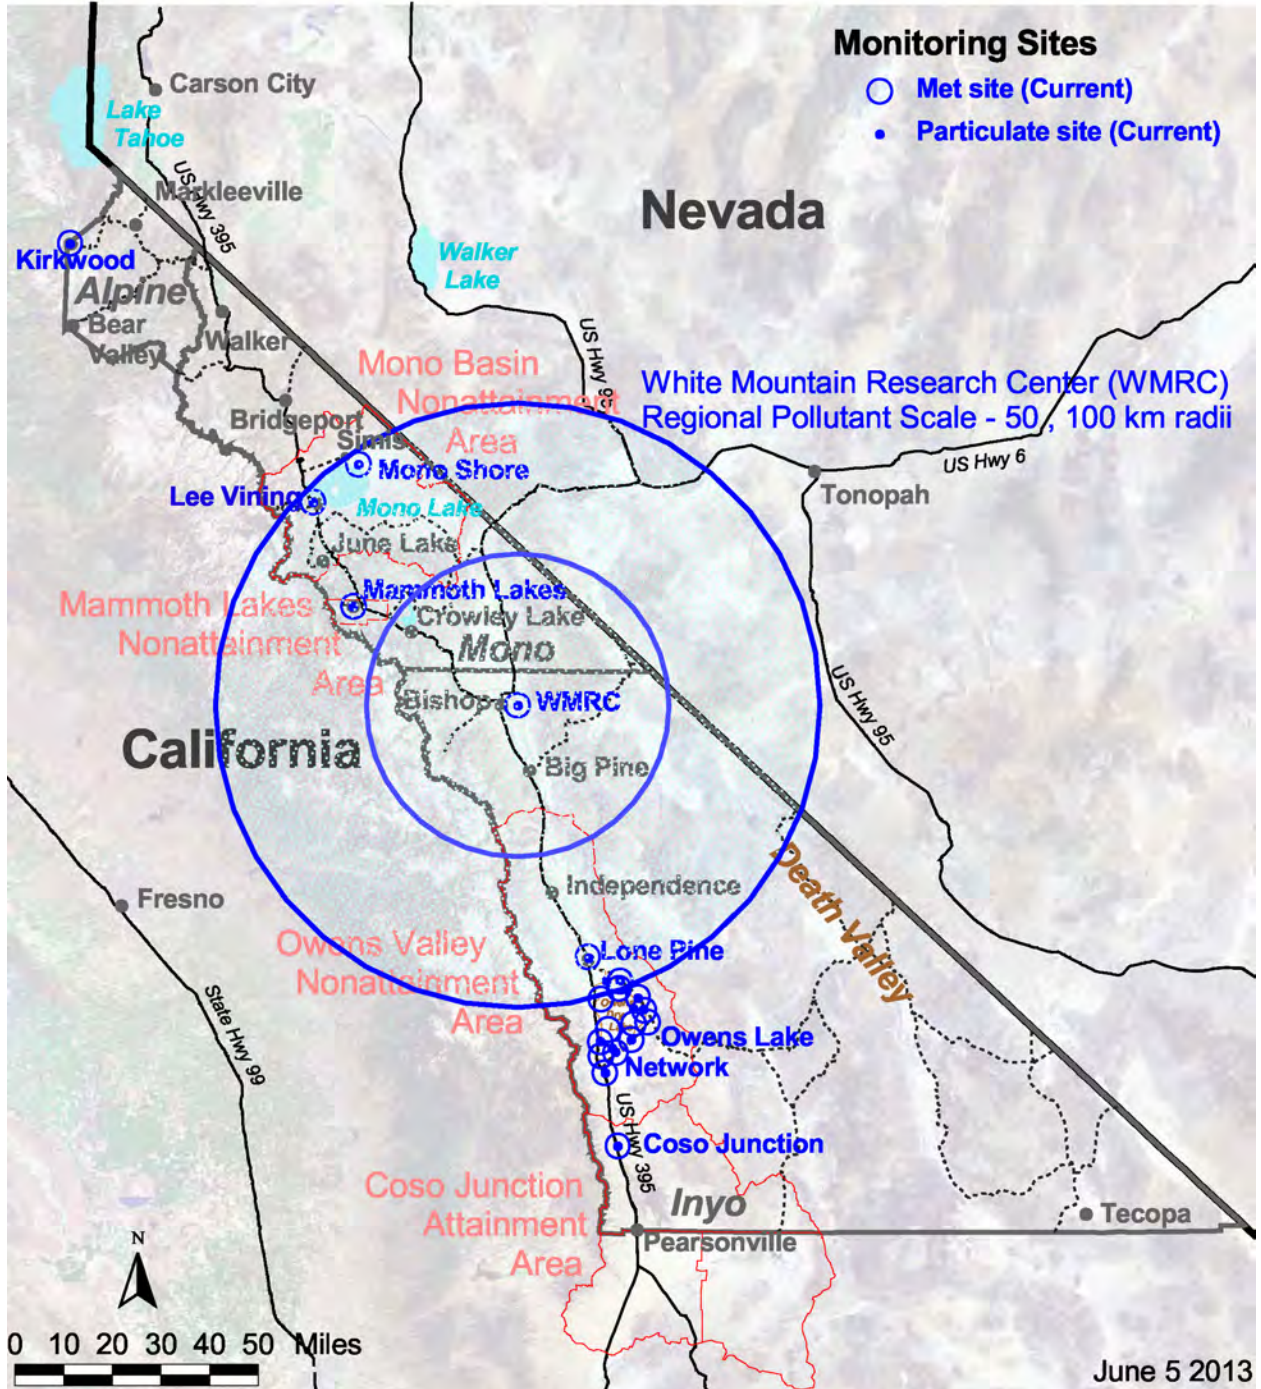 Monitoring Sites
Met site (Current)
Particulate site (Current)
Carson City
Lake
Tahoe
Markleeville
US Hwy 395
Nevada
Kirkwood
Alpine
Walker
Lake
Bear
Valley
Walker
US Hwy 95
Mono Basin
Nonattainment
Area
White Mountain Research Center (WMRC)
Regional Pollutant Scale - 50 , 100 km radii
Bridgeport
Simis
Mono Shore
US Hwy 6
Tonopah
Lee Vining
Mono Lake
June Lake
Mammoth Lakes
Mammoth Lakes
Nonattainment
Area
Crowley Lake
Mono
Bishop
WMRC
US Hwy 95
California
Big Pine
Death Valley
Independence
Fresno
Owens Valley
Nonattainment
Area
Lone Pine
State Hwy 99
Owens Lake
Network
US Hwy 395
Coso Junction
Coso Junction
Attainment
Area
Inyo
Tecopa
Pearsonville
N
0 10 20 30 40 50 Miles
June 5 2013